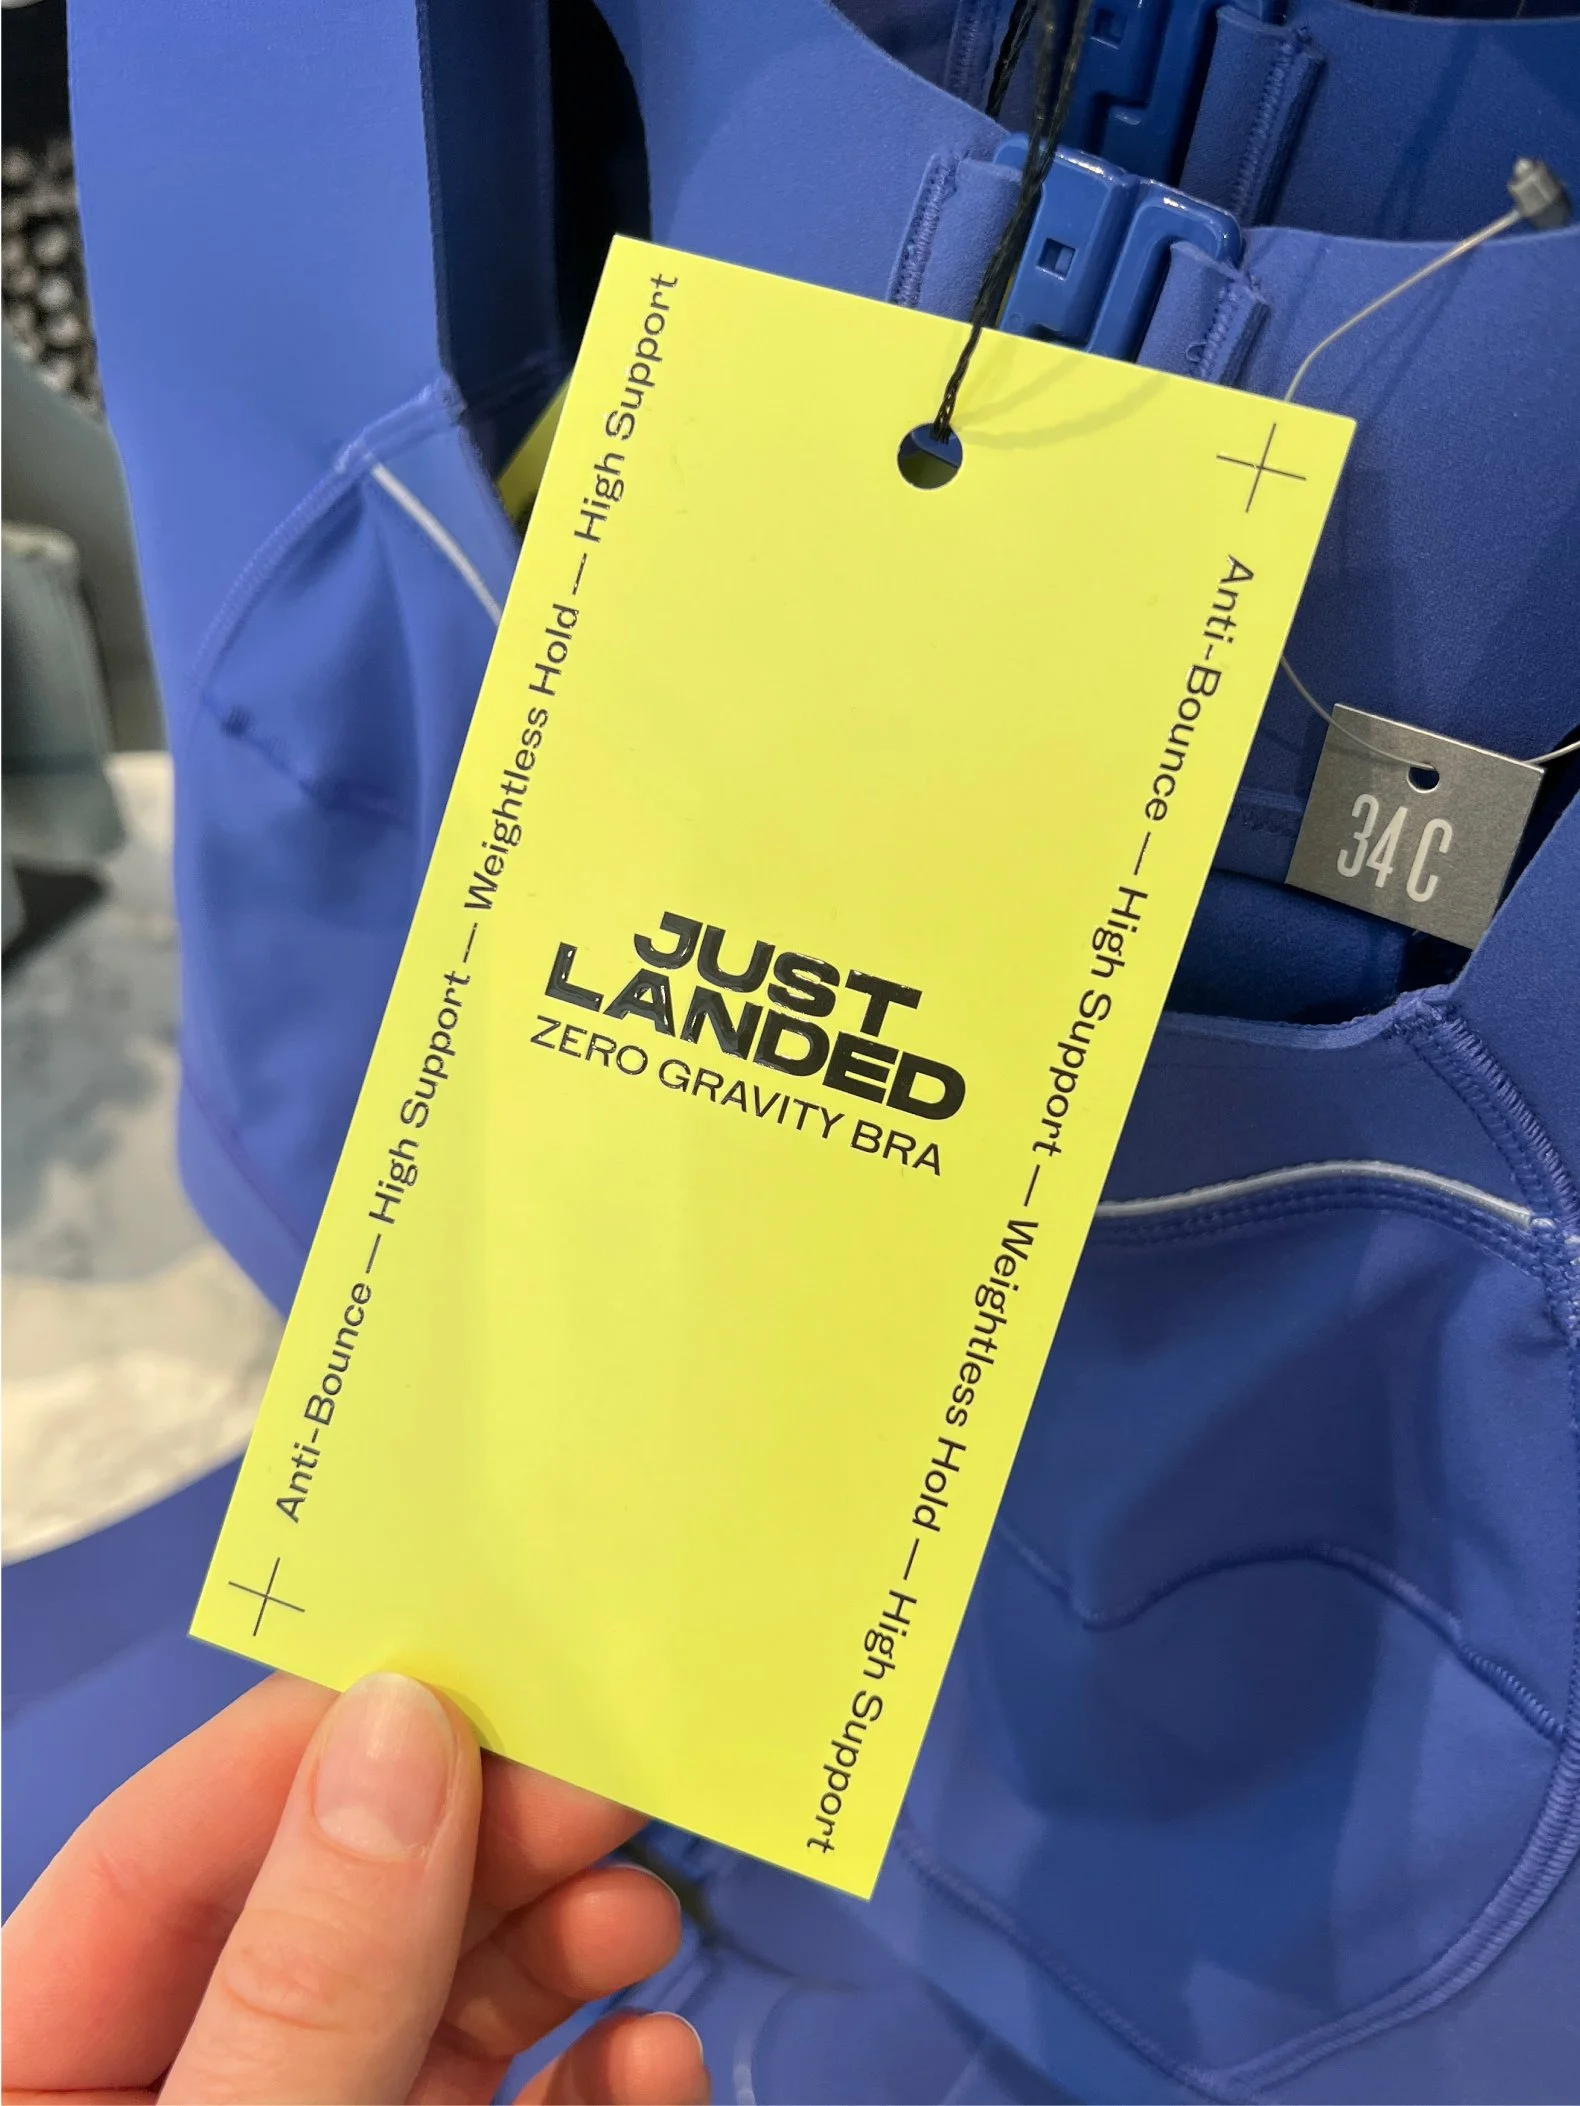 Anti-Bounce — High Support — Weightless Hold — High Support
JUST
LANDED
ZERO GRAVITY BRA
Anti-Bounce — High Support — Weightless Hold — High Support
34C